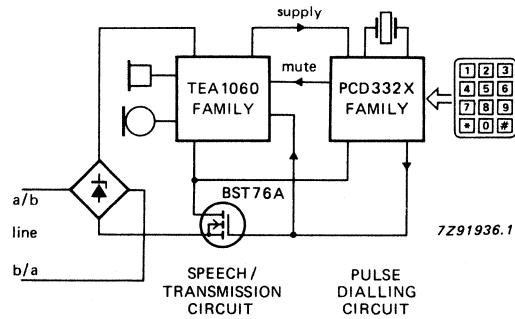 supply
mute
TEA1060
FAMILY
PCD332X
FAMILY
1 2 3
4 5 6
7 8 9
* 0 #
a/b
line
b/a
BST76A
7Z91936.1
SPEECH/
TRANSMISSION
CIRCUIT
PULSE
DIALLING
CIRCUIT